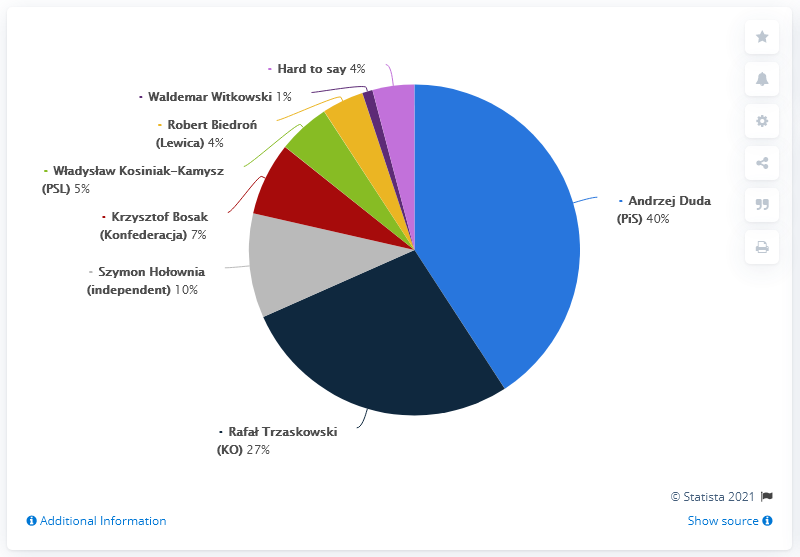 Hard to say 4%
Waldemar Witkowski 1%
Robert Biedroń
(Lewica) 4%
Władysław Kosiniak-Kamysz
(PSL) 5%
Krzysztof Bosak
(Konfederacja) 7%
Szymon Hołownia
(independent) 10%
Andrzej Duda
(PiS) 40%
Rafał Trzaskowski
(KO) 27%
© Statista 2021
Additional Information
Show source